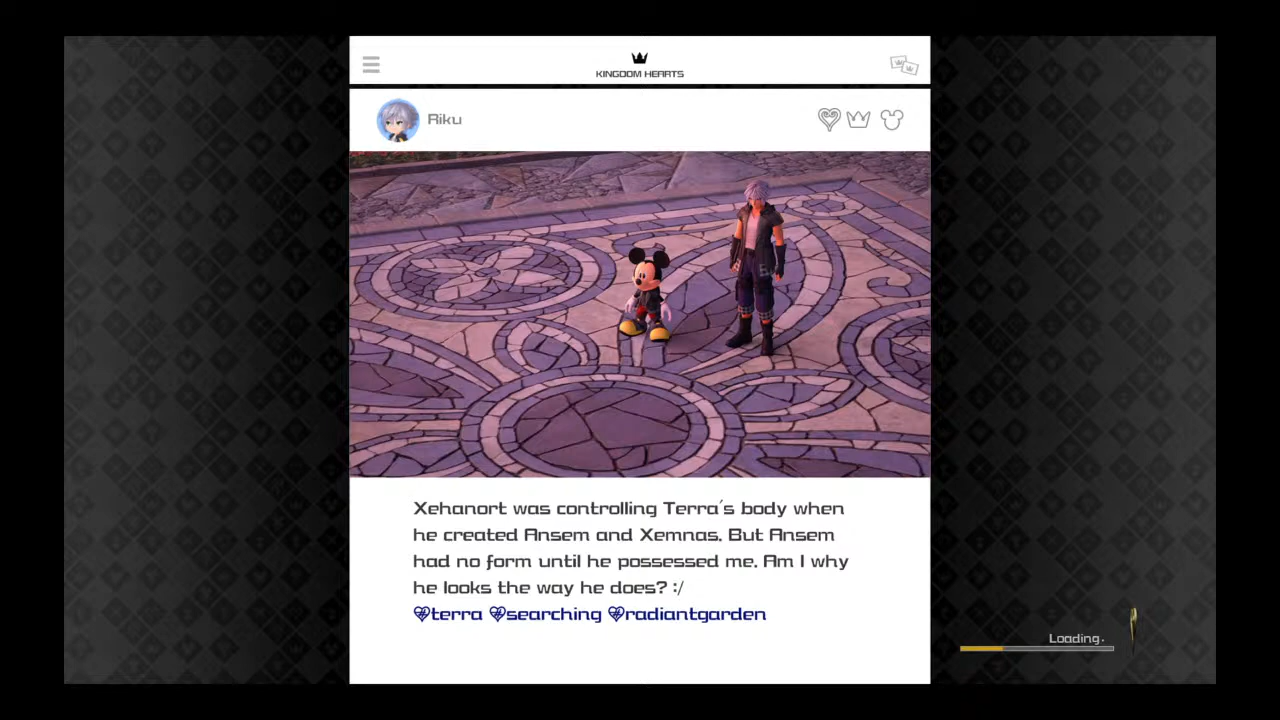 KINGDOM HEARTS
Riku
Xehanort was controlling Terra's body when
he created Ansem and Xemnas. But Ansem
had no form until he possessed me. Am I why
he looks the way he does? :/
terra searching radiantgarden
Loading.